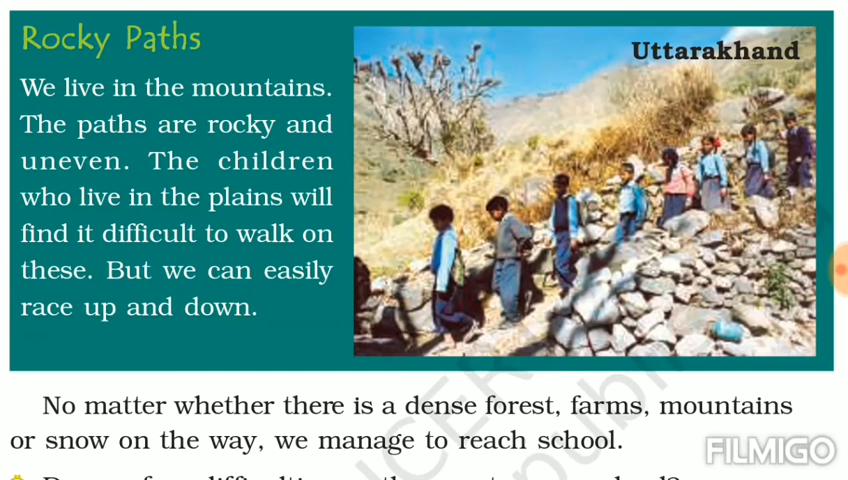 Rocky Paths
We live in the mountains.
The paths are rocky and
uneven. The children
who live in the plains will
find it difficult to walk on
these. But we can easily
race up and down.
Uttarakhand
No matter whether there is a dense forest, farms, mountains
or snow on the way, we manage to reach school.
FILMIGO